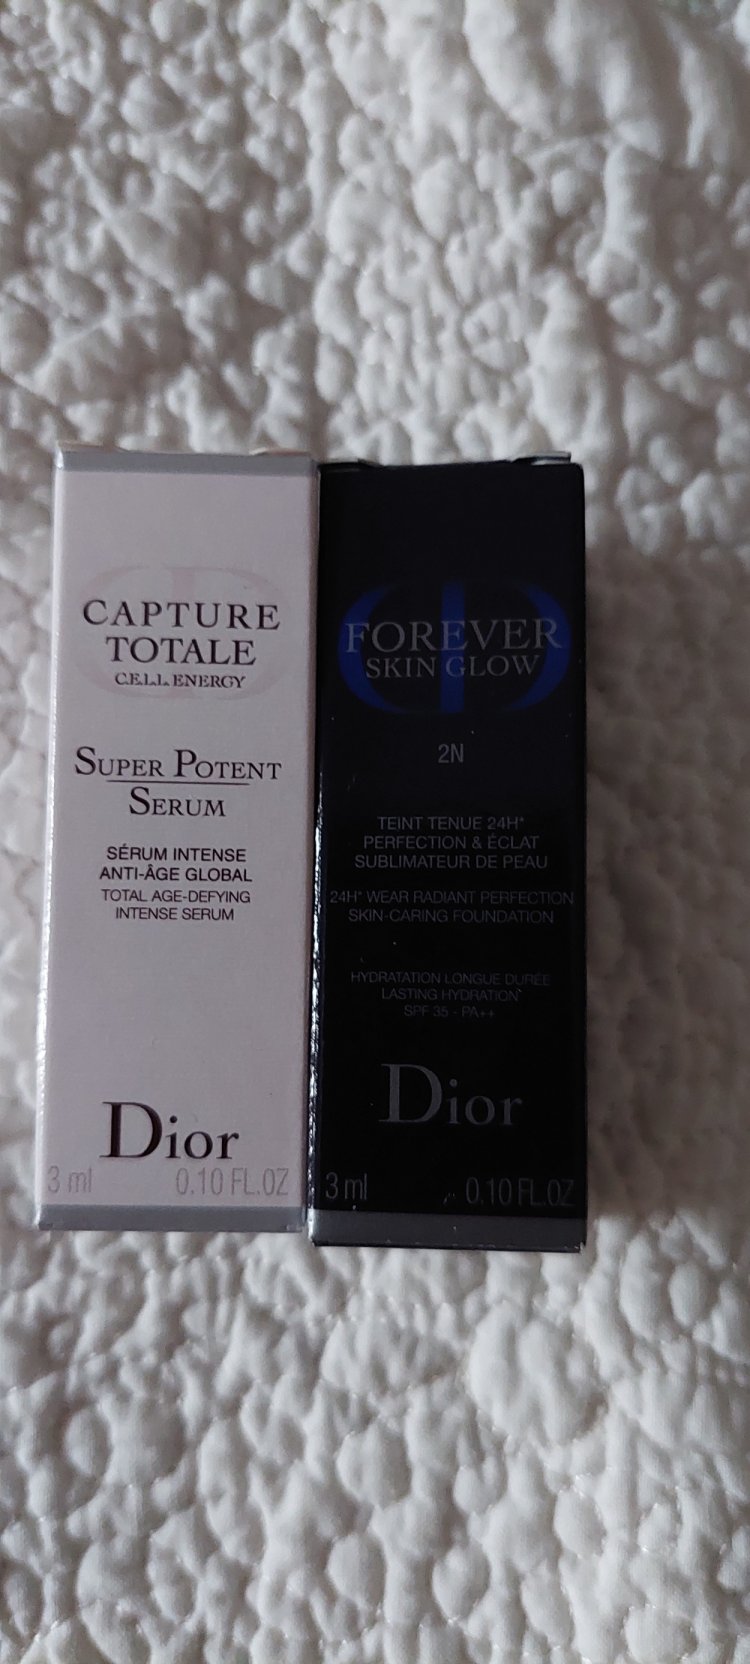 CAPTURE
TOTALE
C.E.L.L. ENERGY
SUPER POTENT
SERUM
SÉRUM INTENSE
ANTI-ÂGE GLOBAL
TOTAL AGE-DEFYING
INTENSE SERUM
Dior
3 ml 0.10 FL.OZ
FOREVER
SKIN GLOW
2N
TEINT TENUE 24H*
PERFECTION & ÉCLAT
SUBLIMATEUR DE PEAU
24H* WEAR RADIANT PERFECTION
SKIN-CARING FOUNDATION
HYDRATATION LONGUE DURÉE
LASTING HYDRATION
SPF 35 - PA++
Dior
3 ml 0.10 FL.OZ